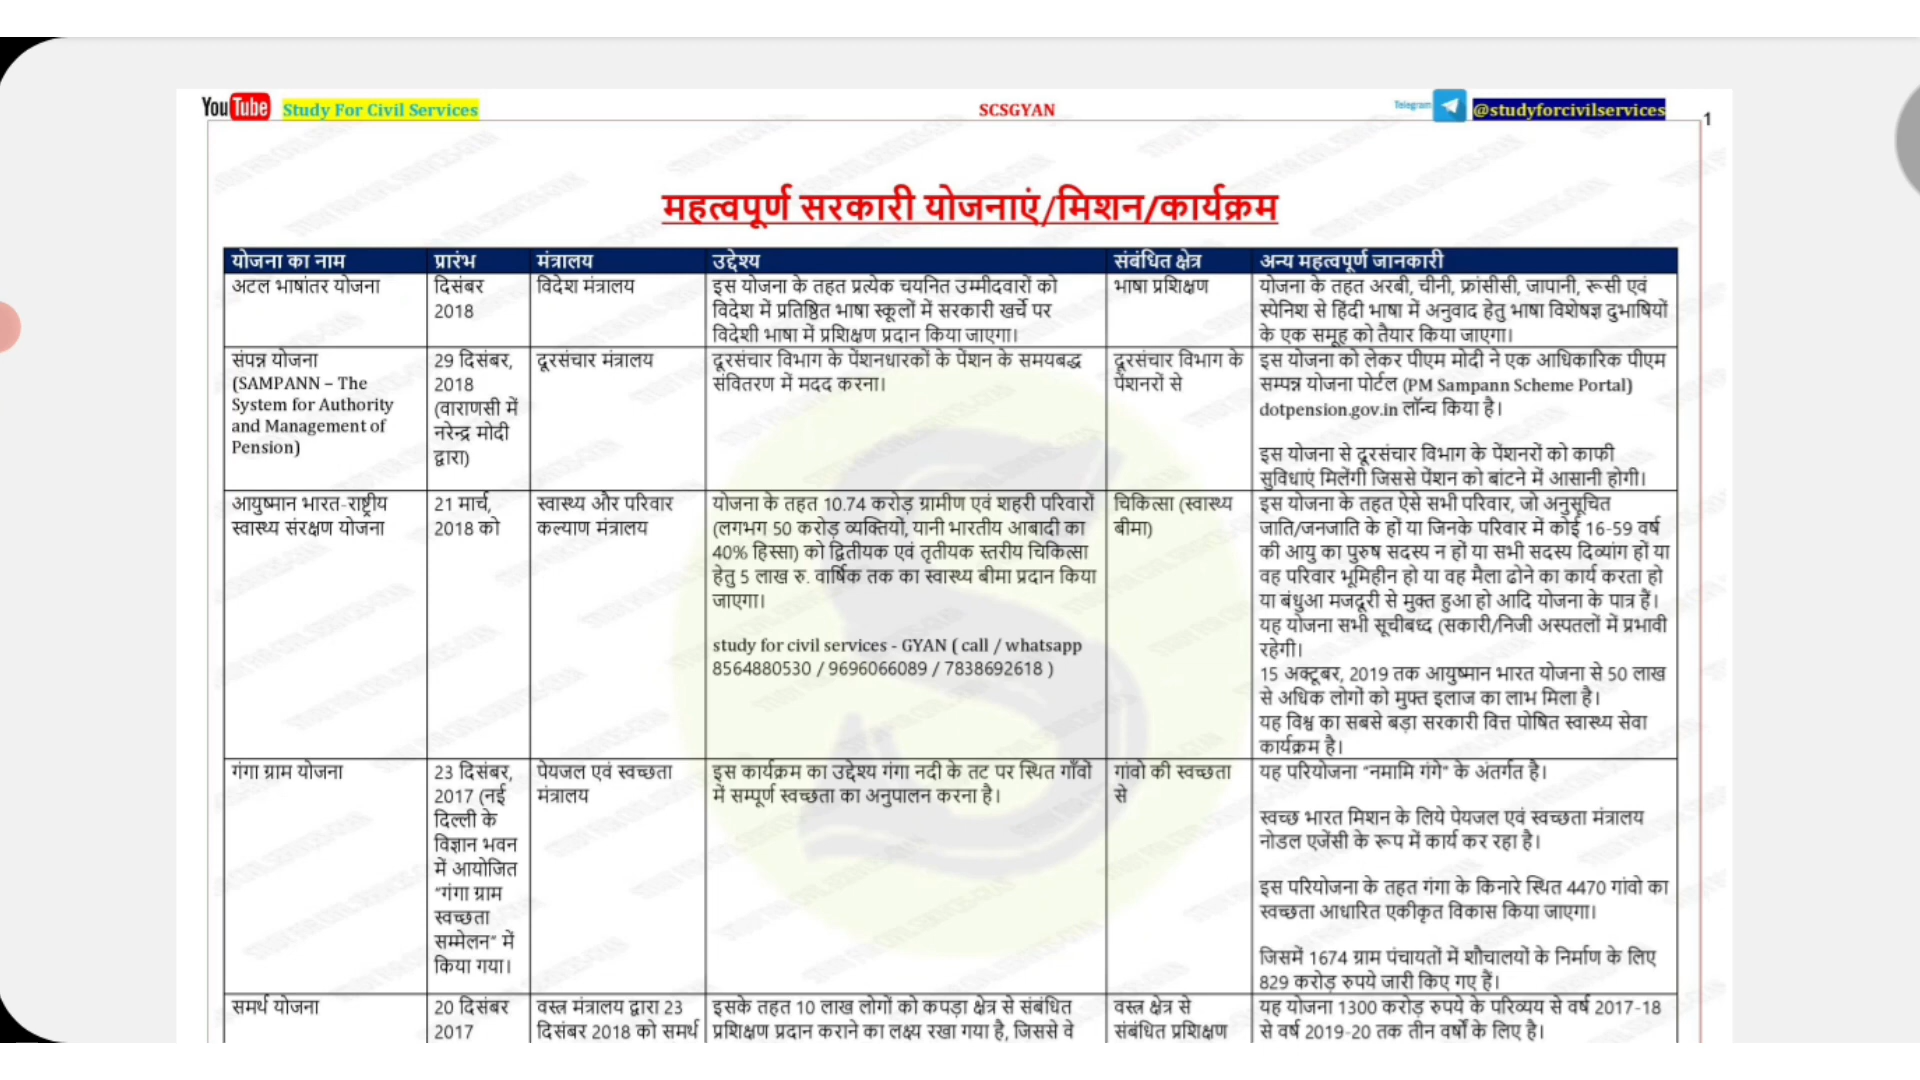 YouTube Study For Civil Services
SCSGYAN
Telegram @studyforcivilservices
1
महत्वपूर्ण सरकारी योजनाएं/मिशन/कार्यक्रम
योजना का नाम
प्रारंभ
मंत्रालय
उद्देश्य
संबंधित क्षेत्र
अन्य महत्वपूर्ण जानकारी
अटल भाषांतर योजना
दिसंबर
2018
विदेश मंत्रालय
इस योजना के तहत प्रत्येक चयनित उम्मीदवारों को
विदेश में प्रतिष्ठित भाषा स्कूलों में सरकारी खर्चे पर
विदेशी भाषा में प्रशिक्षण प्रदान किया जाएगा।
भाषा प्रशिक्षण
योजना के तहत अरबी, चीनी, फ्रांसीसी, जापानी, रूसी एवं
स्पेनिश से हिंदी भाषा में अनुवाद हेतु भाषा विशेषज्ञ दुभाषियों
के एक समूह को तैयार किया जाएगा।
संपन्न योजना
(SAMPANN – The
System for Authority
and Management of
Pension)
29 दिसंबर,
2018
(वाराणसी में
नरेन्द्र मोदी
द्वारा)
दूरसंचार मंत्रालय
दूरसंचार विभाग के पेंशनधारकों के पेंशन के समयबद्ध
संवितरण में मदद करना।
दूरसंचार विभाग के
पेंशनरों से
इस योजना को लेकर पीएम मोदी ने एक आधिकारिक पीएम
सम्पन्न योजना पोर्टल (PM Sampann Scheme Portal)
dotpension.gov.in लॉन्च किया है।
इस योजना से दूरसंचार विभाग के पेंशनरों को काफी
सुविधाएं मिलेंगी जिससे पेंशन को बांटने में आसानी होगी।
आयुष्मान भारत-राष्ट्रीय
स्वास्थ्य संरक्षण योजना
21 मार्च,
2018 को
स्वास्थ्य और परिवार
कल्याण मंत्रालय
योजना के तहत 10.74 करोड़ ग्रामीण एवं शहरी परिवारों
(लगभग 50 करोड़ व्यक्तियों, यानी भारतीय आबादी का
40% हिस्सा) को द्वितीयक एवं तृतीयक स्तरीय चिकित्सा
हेतु 5 लाख रु. वार्षिक तक का स्वास्थ्य बीमा प्रदान किया
जाएगा।
study for civil services - GYAN ( call / whatsapp
8564880530 / 9696066089 / 7838692618 )
चिकित्सा (स्वास्थ्य
बीमा)
इस योजना के तहत ऐसे सभी परिवार, जो अनुसूचित
जाति/जनजाति के हों या जिनके परिवार में कोई 16-59 वर्ष
की आयु का पुरुष सदस्य न हों या सभी सदस्य दिव्यांग हों या
वह परिवार भूमिहीन हो या वह मैला ढोने का कार्य करता हो
या बंधुआ मजदूरी से मुक्त हुआ हो आदि योजना के पात्र हैं।
यह योजना सभी सूचीबध्द (सकारी/निजी अस्पतलों में प्रभावी
रहेगी।
15 अक्टूबर, 2019 तक आयुष्मान भारत योजना से 50 लाख
से अधिक लोगों को मुफ्त इलाज का लाभ मिला है।
यह विश्व का सबसे बड़ा सरकारी वित्त पोषित स्वास्थ्य सेवा
कार्यक्रम है।
गंगा ग्राम योजना
23 दिसंबर,
2017 (नई
दिल्ली के
विज्ञान भवन
में आयोजित
“गंगा ग्राम
स्वच्छता
सम्मेलन” में
किया गया।
पेयजल एवं स्वच्छता
मंत्रालय
इस कार्यक्रम का उद्देश्य गंगा नदी के तट पर स्थित गाँवों
में सम्पूर्ण स्वच्छता का अनुपालन करना है।
गांवो की स्वच्छता
से
यह परियोजना “नमामि गंगे” के अंतर्गत है।
स्वच्छ भारत मिशन के लिये पेयजल एवं स्वच्छता मंत्रालय
नोडल एजेंसी के रूप में कार्य कर रहा है।
इस परियोजना के तहत गंगा के किनारे स्थित 4470 गांवो का
स्वच्छता आधारित एकीकृत विकास किया जाएगा।
जिसमें 1674 ग्राम पंचायतों में शौचालयों के निर्माण के लिए
829 करोड़ रुपये जारी किए गए हैं।
समर्थ योजना
20 दिसंबर
2017
वस्त्र मंत्रालय द्वारा 23
दिसंबर 2018 को समर्थ
इसके तहत 10 लाख लोगों को कपड़ा क्षेत्र से संबंधित
प्रशिक्षण प्रदान कराने का लक्ष्य रखा गया है, जिससे वे
वस्त्र क्षेत्र से
संबंधित प्रशिक्षण
यह योजना 1300 करोड़ रुपये के परिव्यय से वर्ष 2017-18
से वर्ष 2019-20 तक तीन वर्षों के लिए है।